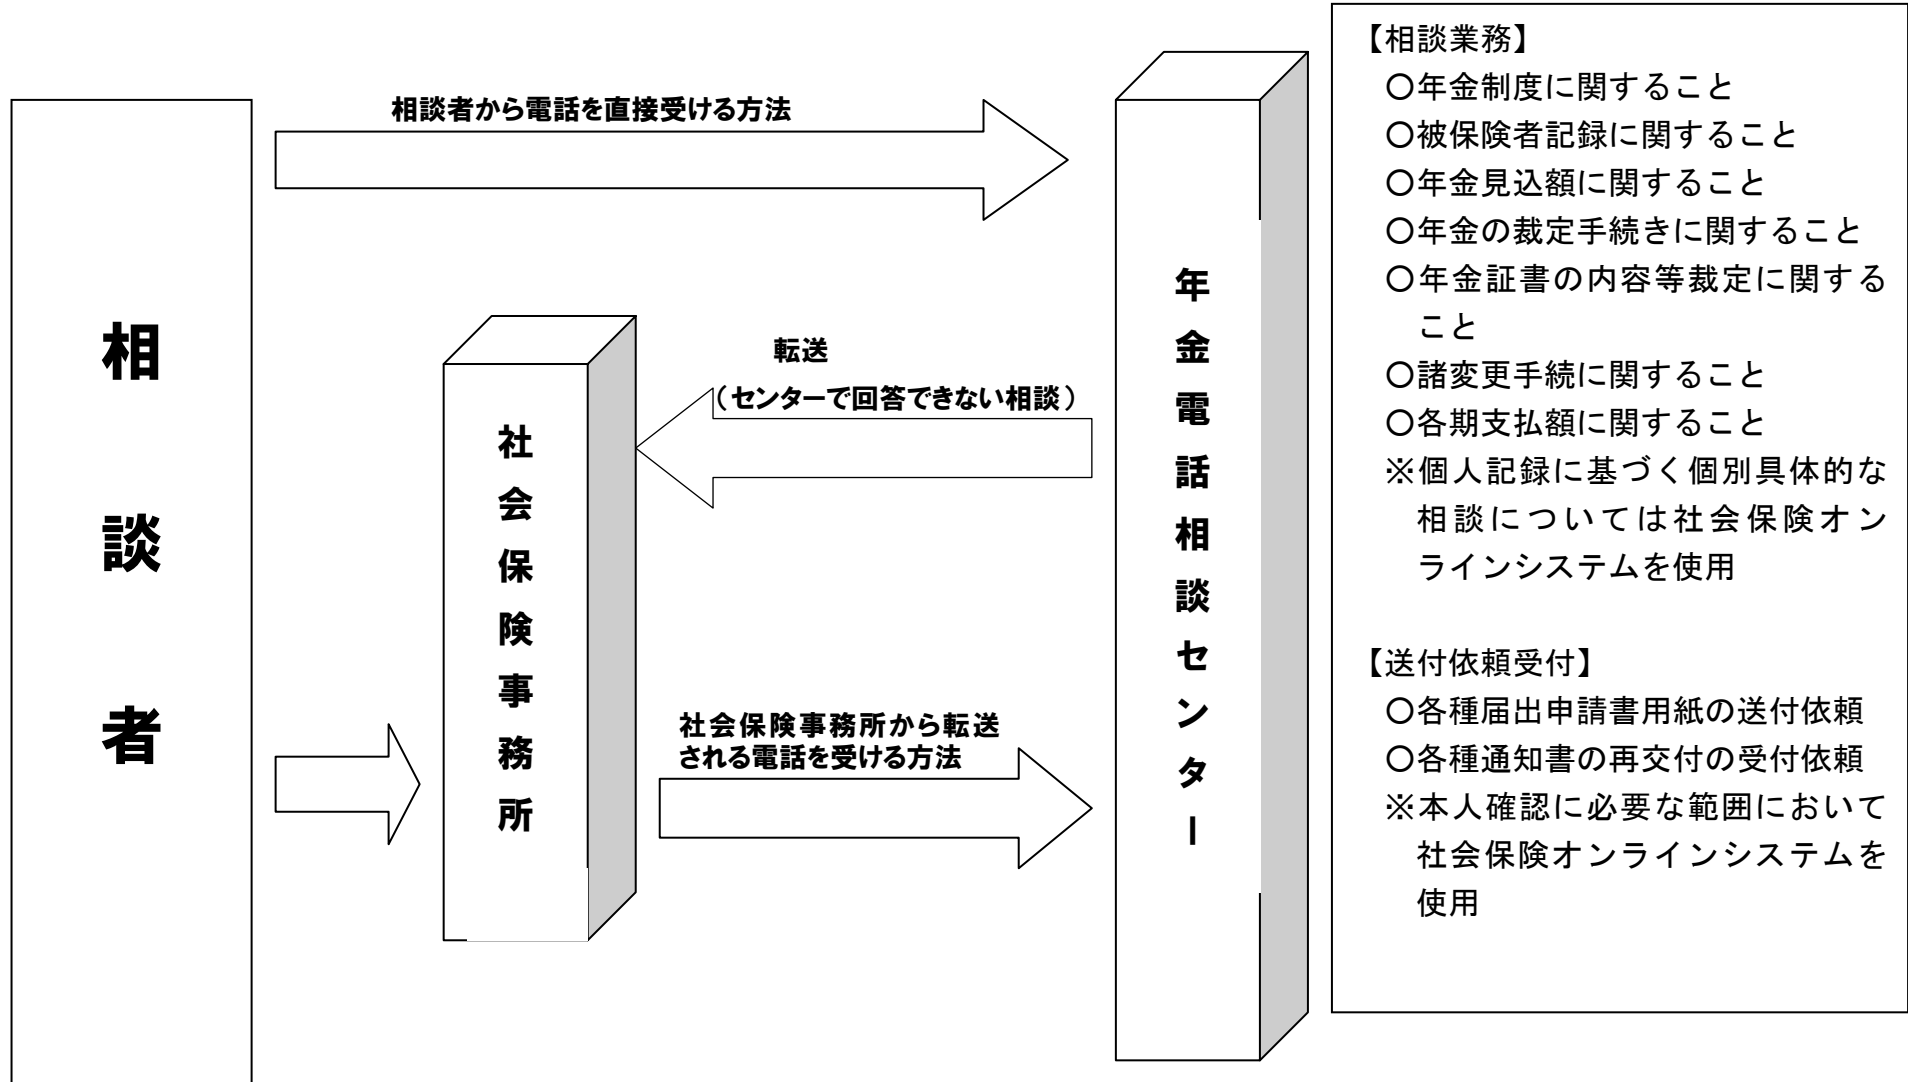 相談者
相談者から電話を直接受ける方法
社会保険事務所
転送
（センターで回答できない相談）
社会保険事務所から転送
される電話を受ける方法
年金電話相談センター
【相談業務】
○年金制度に関すること
○被保険者記録に関すること
○年金見込額に関すること
○年金の裁定手続きに関すること
○年金証書の内容等裁定に関する
こと
○諸変更手続に関すること
○各期支払額に関すること
※個人記録に基づく個別具体的な
相談については社会保険オン
ラインシステムを使用
【送付依頼受付】
○各種届出申請書用紙の送付依頼
○各種通知書の再交付の受付依頼
※本人確認に必要な範囲において
社会保険オンラインシステムを
使用